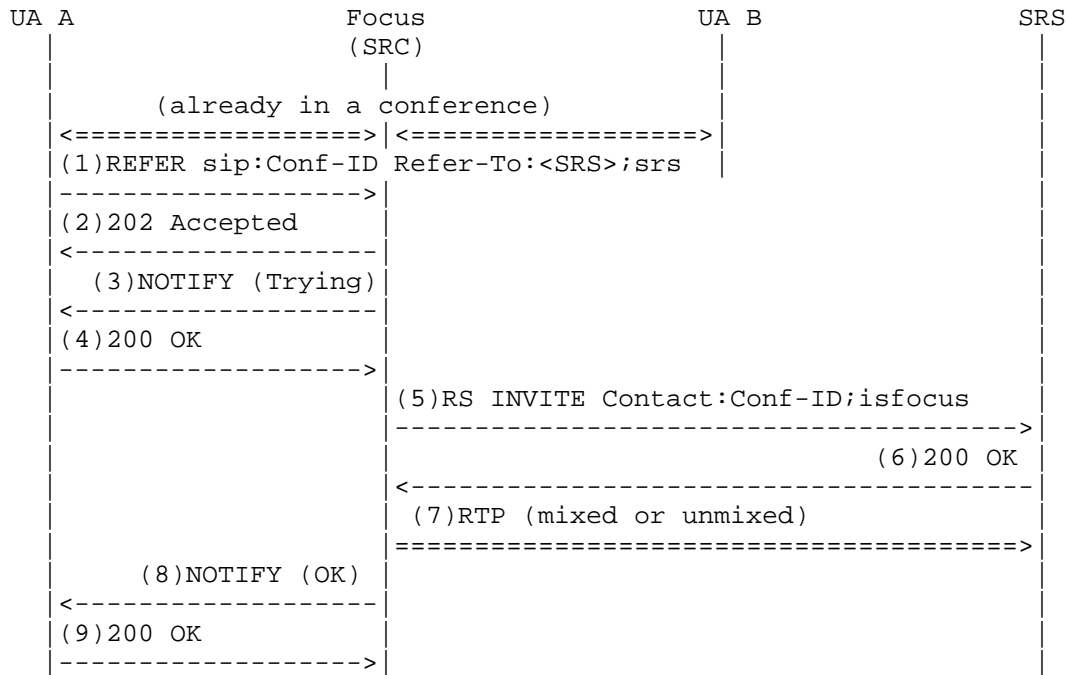 UA A Focus UA B SRS
(SRC)
(already in a conference)
<==================>|<==================>
(1)REFER sip:Conf-ID Refer-To:<SRS>;srs
------------------->
(2)202 Accepted
<-------------------
(3)NOTIFY (Trying)
<-------------------
(4)200 OK
------------------->
(5)RS INVITE Contact:Conf-ID;isfocus
--------------------------------------->
(6)200 OK
<---------------------------------------
(7)RTP (mixed or unmixed)
=======================================>
(8)NOTIFY (OK)
<-------------------
(9)200 OK
------------------->